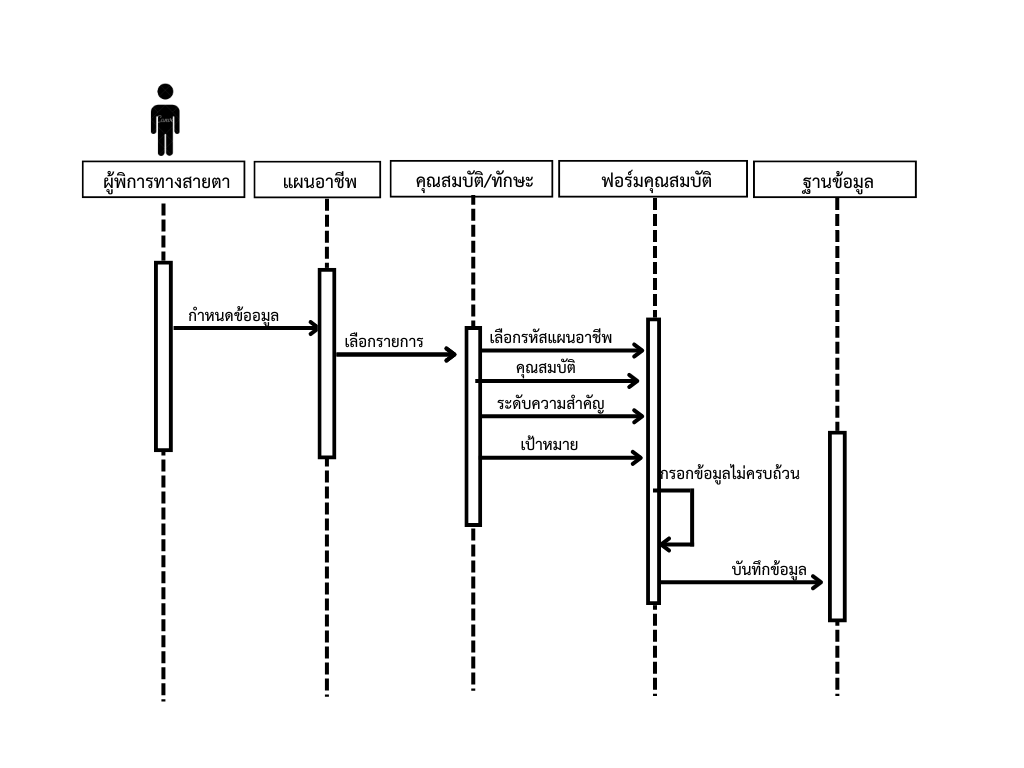 ผู้พิการทางสายตา
แผนอาชีพ
คุณสมบัติ/ทักษะ
ฟอร์มคุณสมบัติ
ฐานข้อมูล
กำหนดข้ออมูล
เลือกรายการ
เลือกรหัสแผนอาชีพ
คุณสมบัติ
ระดับความสำคัญ
เป้าหมาย
กรอกข้อมูลไม่ครบถ้วน
บันทึกข้อมูล